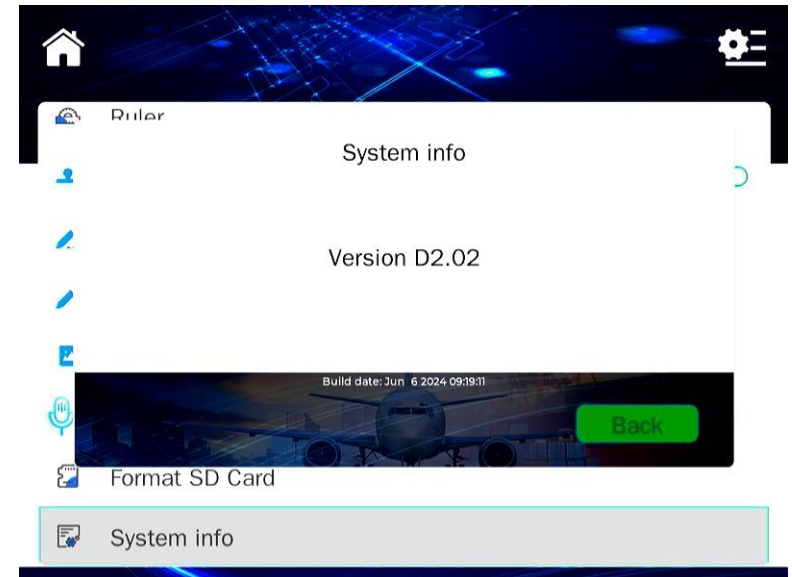 Ruler
System info
Version D2.02
Build date: Jun  6 2024 09:19:11
Back
Format SD Card
System info